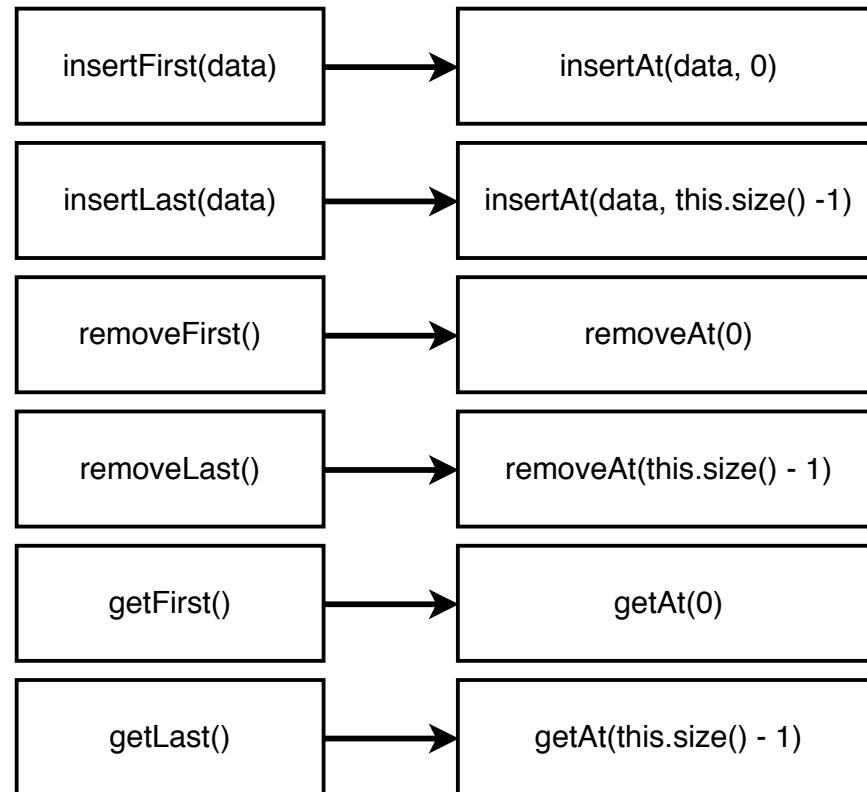 insertFirst(data)
insertAt(data, 0)
insertLast(data)
insertAt(data, this.size() -1)
removeFirst()
removeAt(0)
removeLast()
removeAt(this.size() - 1)
getFirst()
getAt(0)
getLast()
getAt(this.size() - 1)